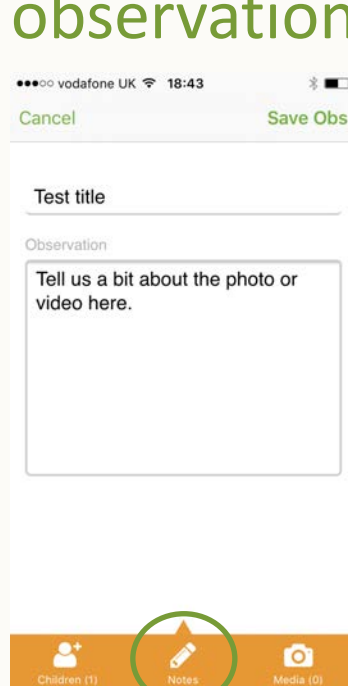 observation
vodafone UK 18:43
Cancel Save Obs
Test title
Observation
Tell us a bit about the photo or
video here.
Children (1) Notes Media (0)